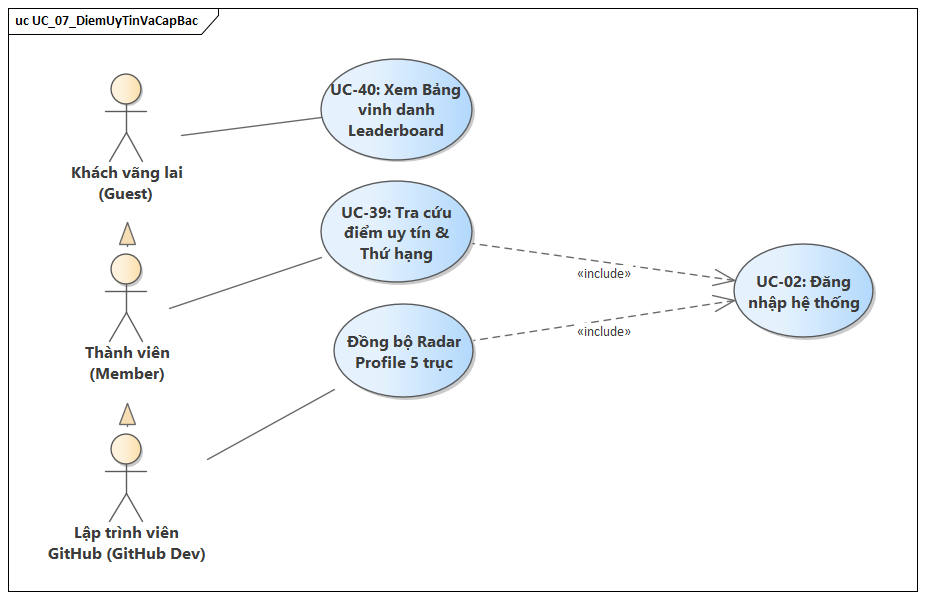 uc UC_07_DiemUyTinVaCapBac
Khách vãng lai
(Guest)
UC-40: Xem Bảng
vinh danh
Leaderboard
Thành viên
(Member)
UC-39: Tra cứu
điểm uy tín &
Thứ hạng
«include»
UC-02: Đăng
nhập hệ thống
Đồng bộ Radar
Profile 5 trục
«include»
Lập trình viên
GitHub (GitHub Dev)